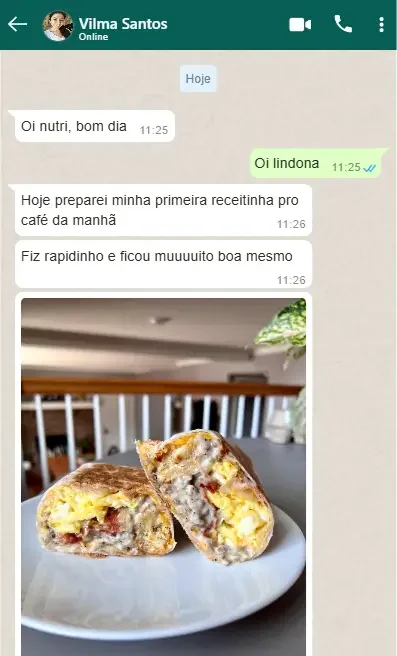 Vilma Santos
Online
Hoje
Oi nutri, bom dia 11:25
Oi lindona 11:25
Hoje preparei minha primeira receitinha pro
café da manhã
11:26
Fiz rapidinho e ficou muuuuito boa mesmo
11:26